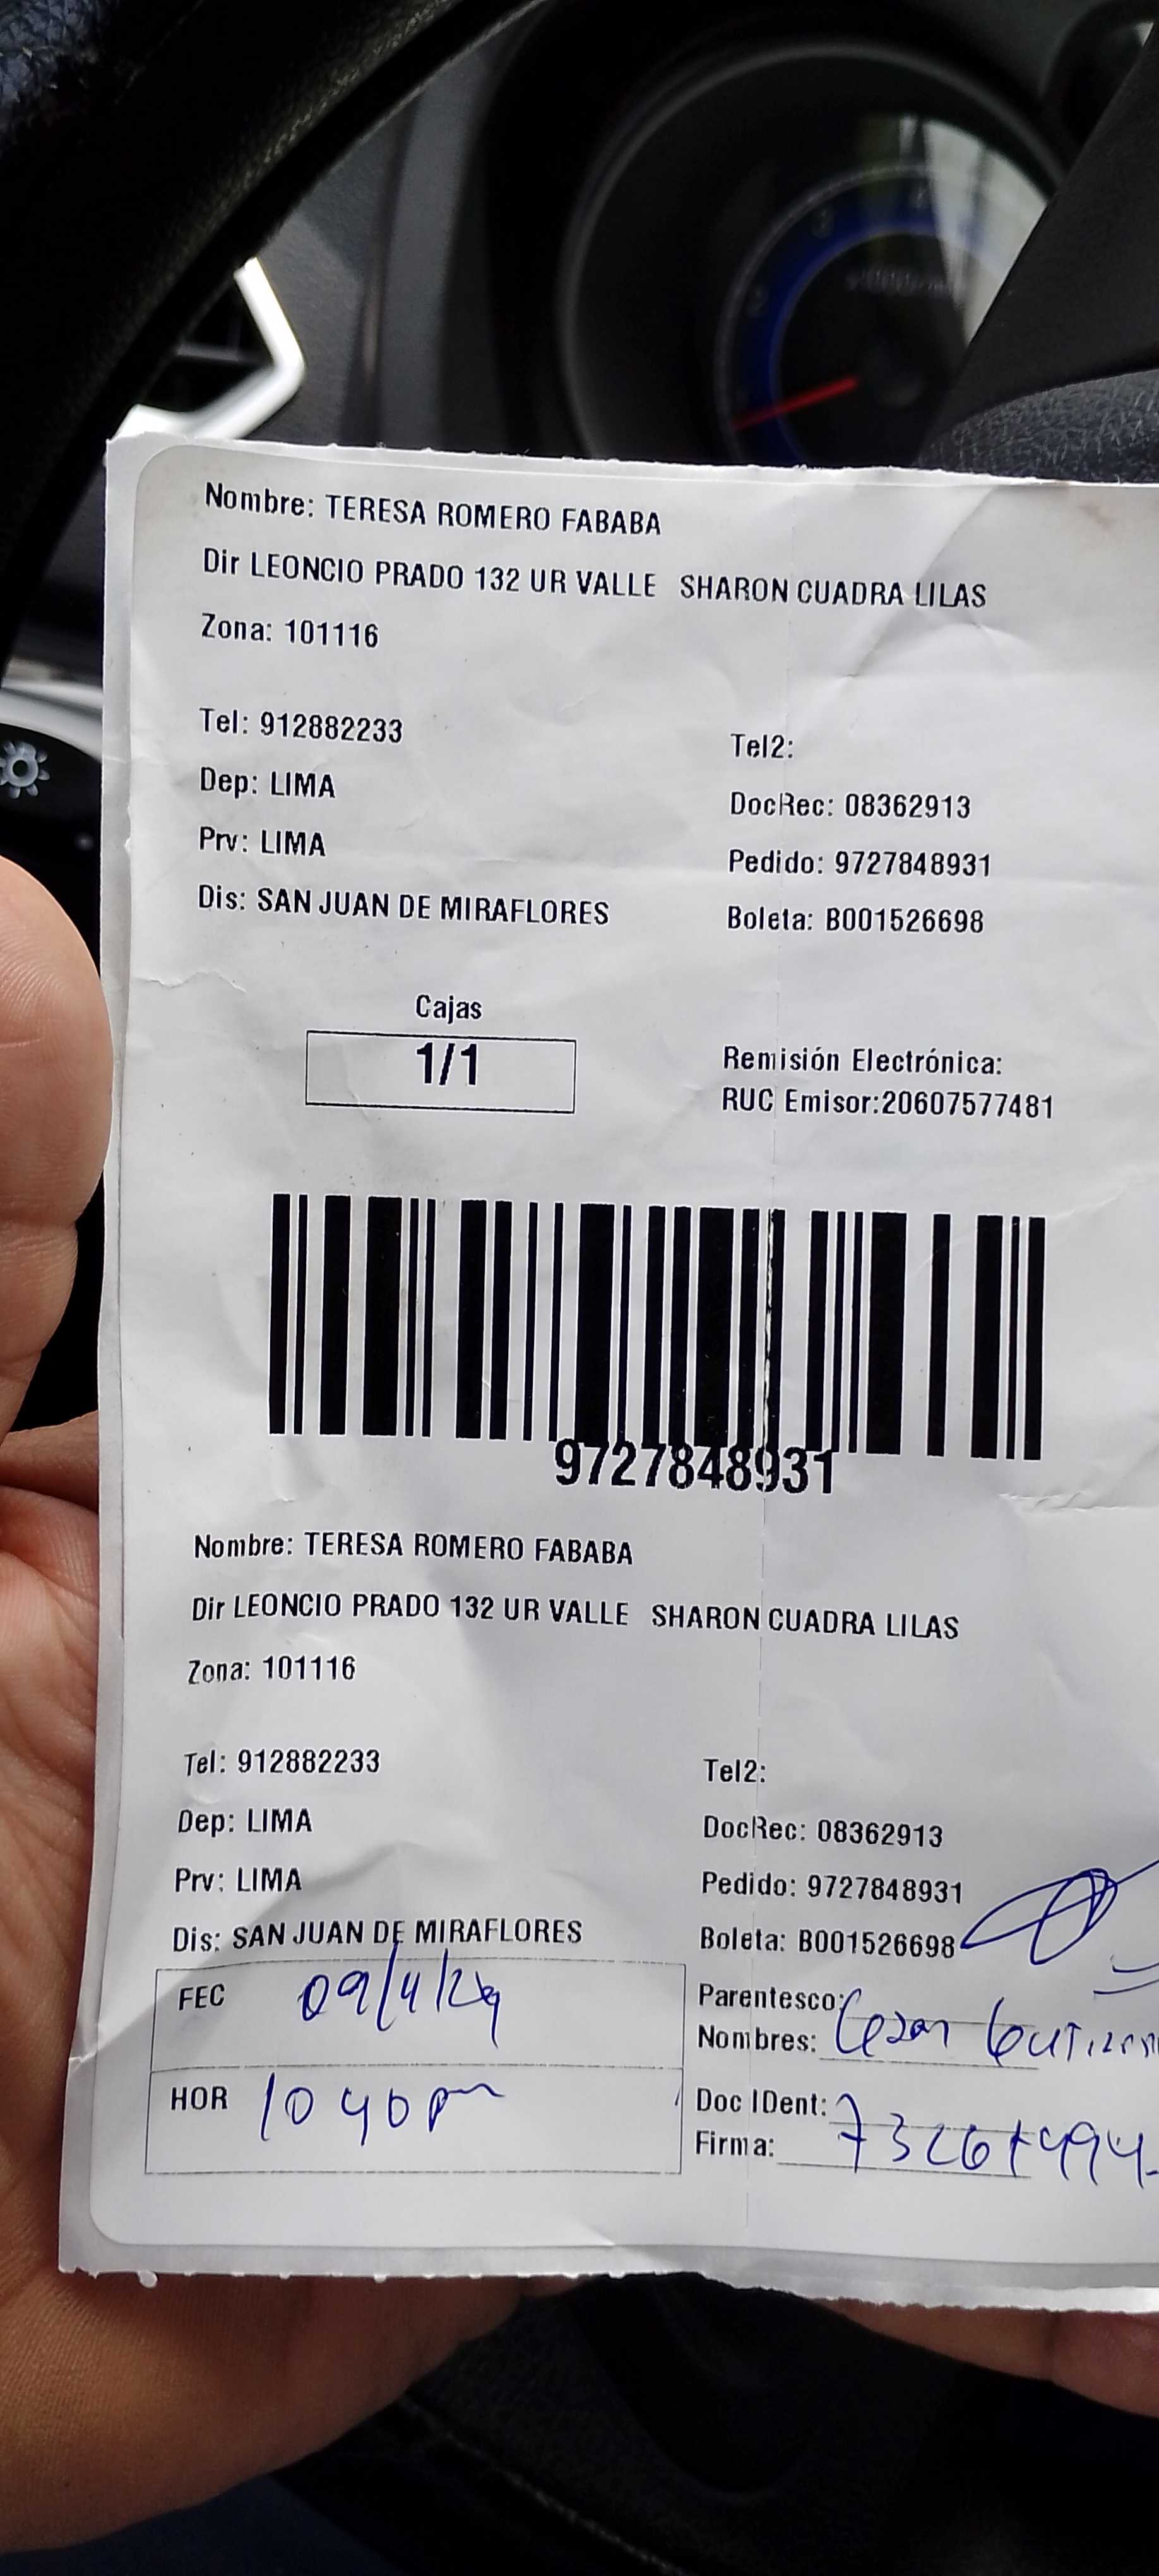 Nombre: TERESA ROMERO FABABA
Dir LEONCIO PRADO 132 UR VALLE SHARON CUADRA LILAS
Zona: 101116
Tel: 912882233
Tel2:
Dep: LIMA
DocRec: 08362913
Prv: LIMA
Pedido: 9727848931
Dis: SAN JUAN DE MIRAFLORES
Boleta: B001526698
Cajas
1/1
Remisión Electrónica:
RUC Emisor:20607577481
9727848931
Nombre: TERESA ROMERO FABABA
Dir LEONCIO PRADO 132 UR VALLE SHARON CUADRA LILAS
Zona: 101116
Tel: 912882233
Tel2:
Dep: LIMA
DocRec: 08362913
Prv: LIMA
Pedido: 9727848931
Dis: SAN JUAN DE MIRAFLORES
Boleta: B001526698
FEC 09/4/24
Parentesco:
Nombres: Cesar
HOR 10 40 pm
Doc IDent:
Firma: